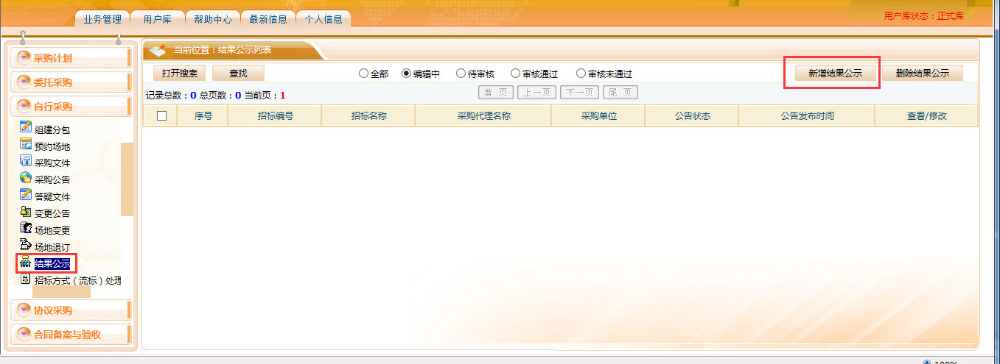 业务管理 用户库 帮助中心 最新信息 个人信息
用户库状态：正式库
采购计划
委托采购
自行采购
组建分包
预约场地
采购文件
采购公告
答疑文件
变更公告
场地变更
场地退订
结果公示
招标方式（流标）处理
协议采购
合同备案与验收
当前位置：结果公示列表
打开搜索 查找 全部 编辑中 待审核 审核通过 审核未通过 新增结果公示 删除结果公示
记录总数：0 总页数：0 当前页：1 首 页 上一页 下一页 尾 页
序号 招标编号 招标名称 采购代理名称 采购单位 公告状态 公告发布时间 查看/修改
100%